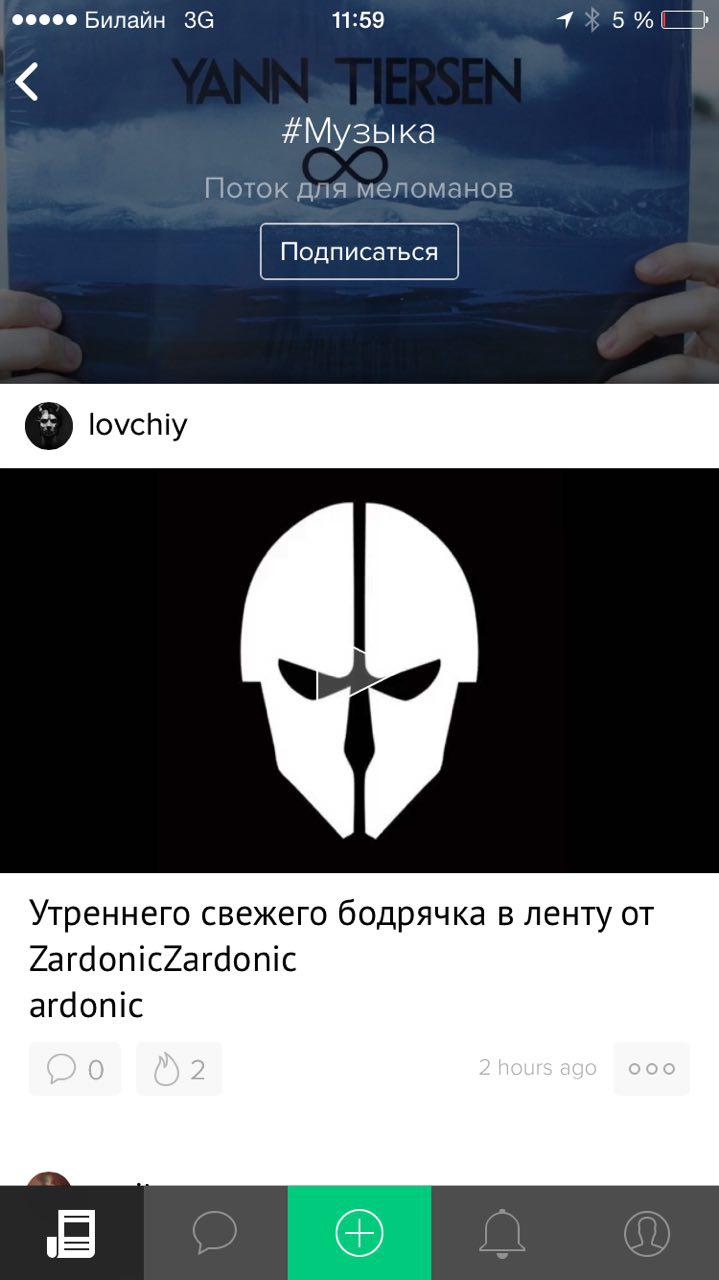 Билайн 3G 11:59 5 %
YANN TIERSEN
#Музыка
Поток для меломанов
Подписаться
lovchiy
Утреннего свежего бодрячка в ленту от
ZardonicZardonic
ardonic
0 2 2 hours ago